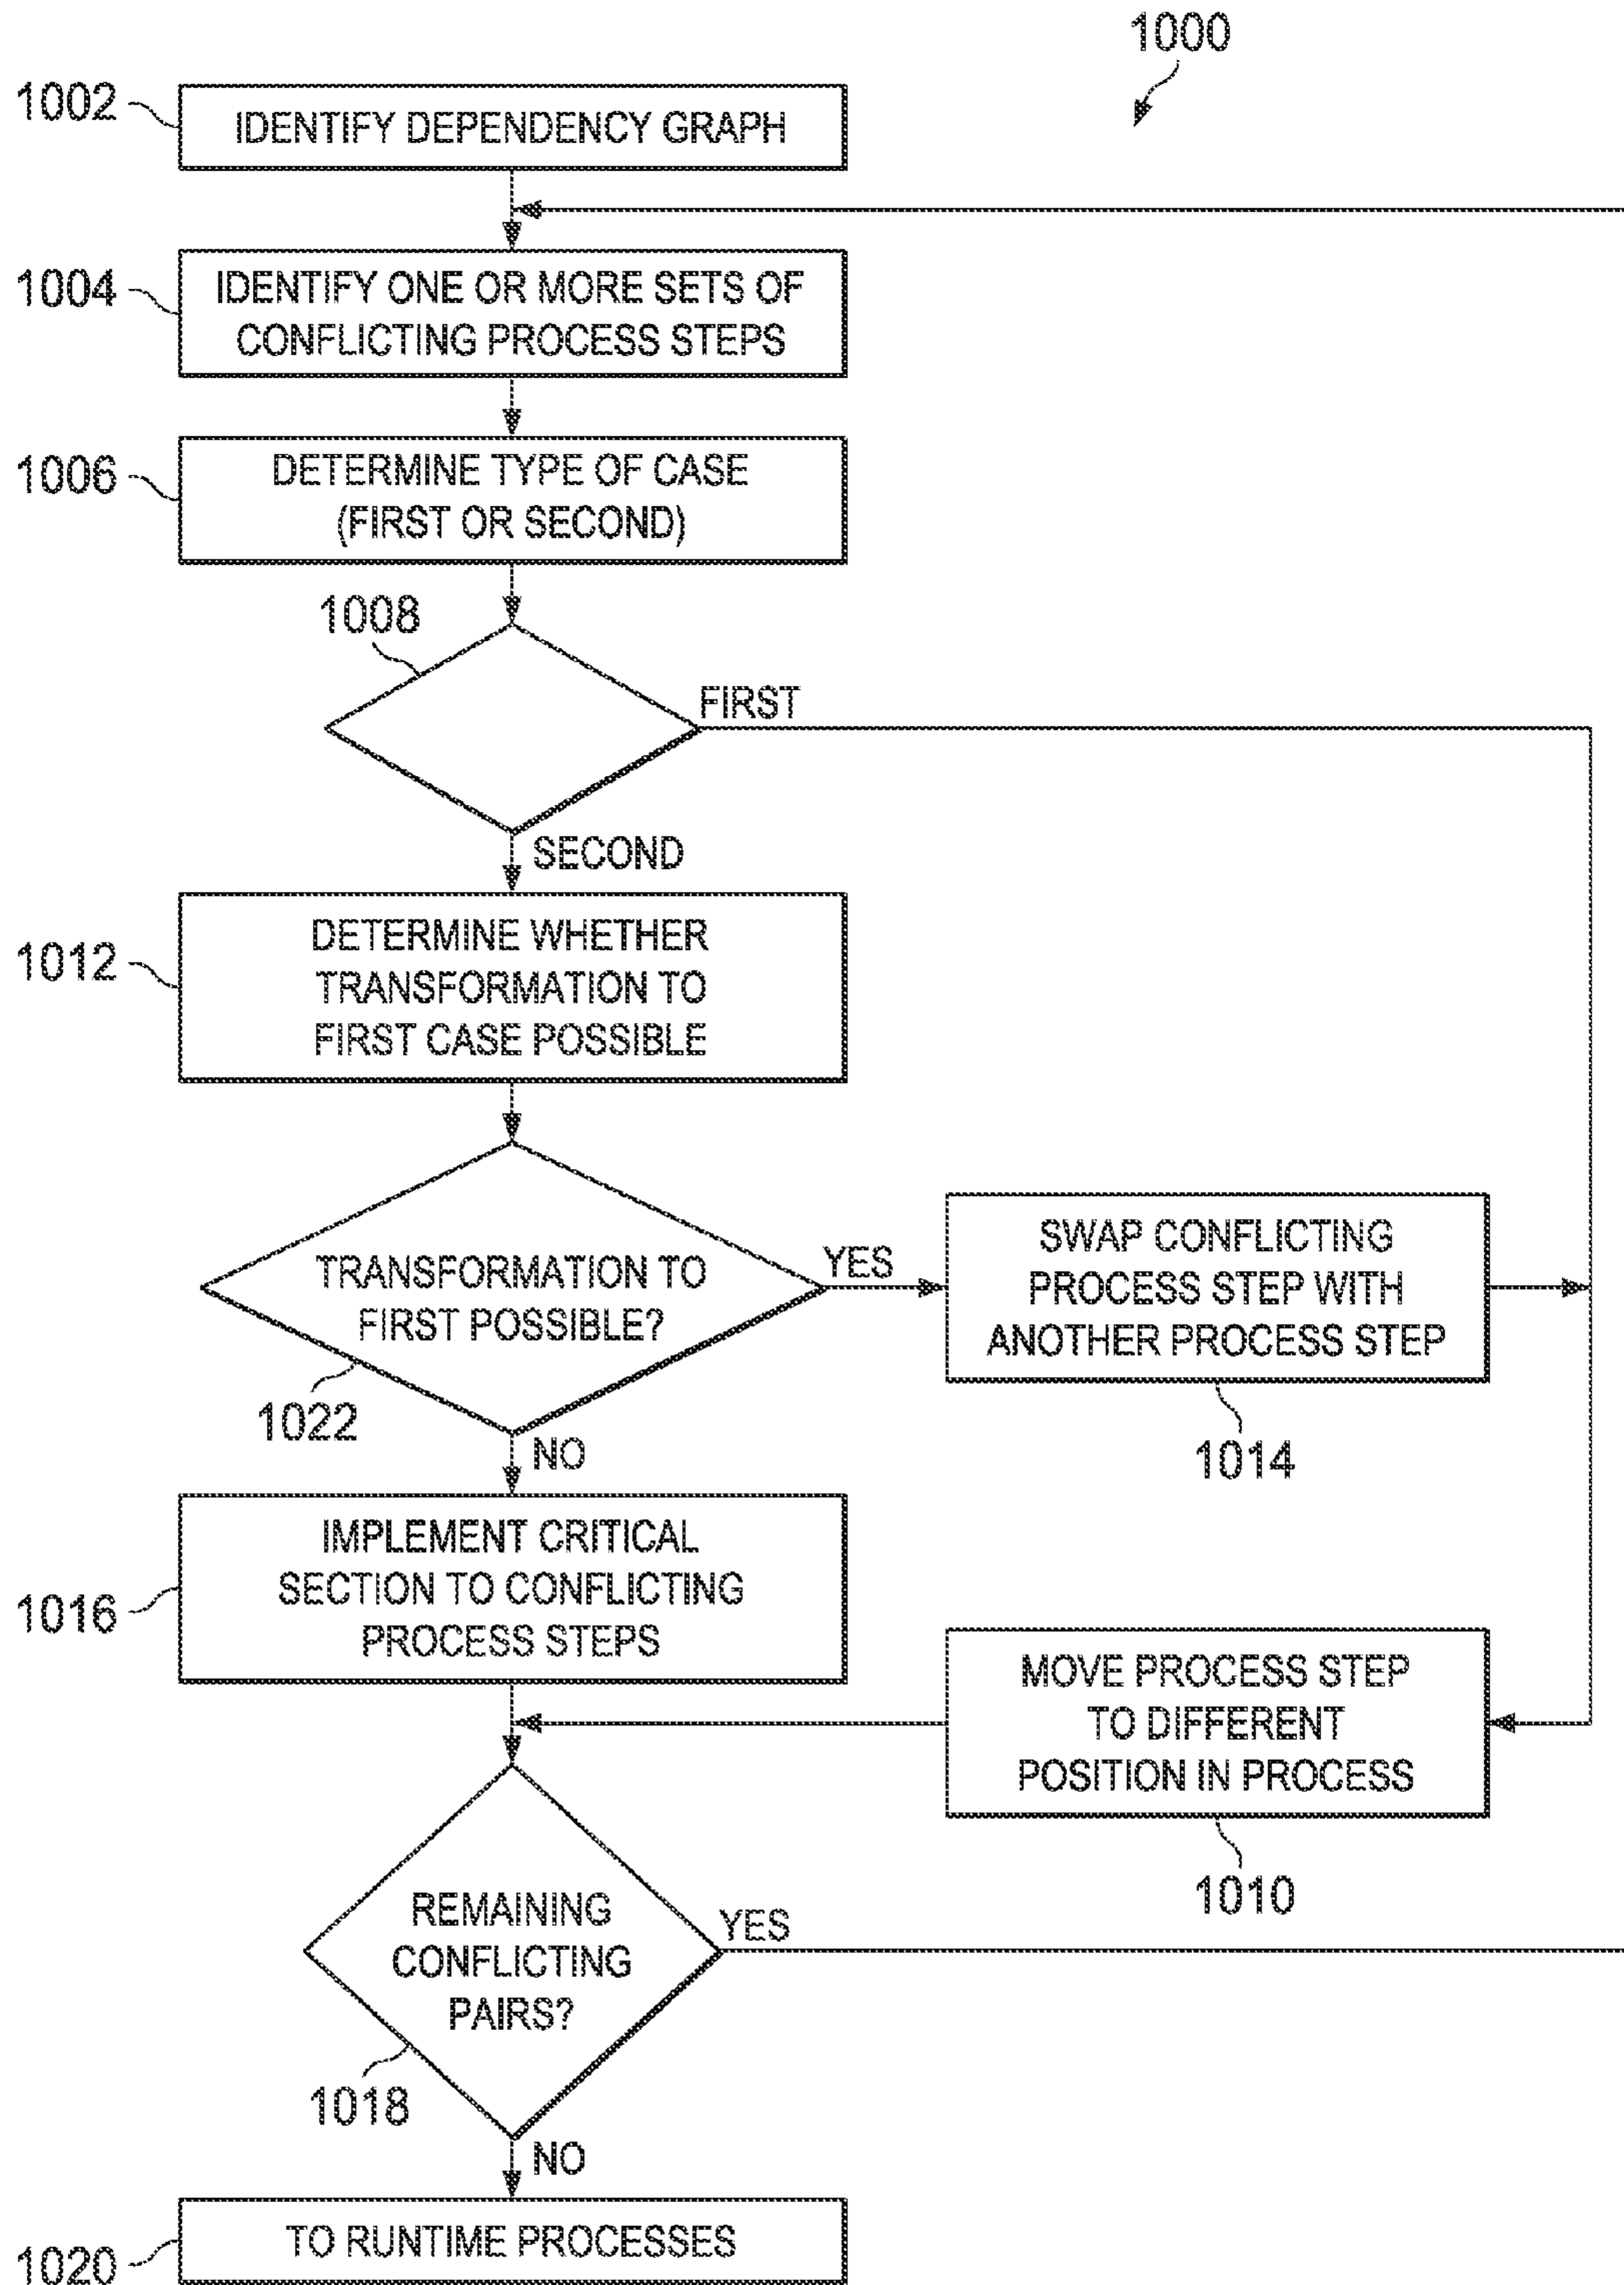 1000
1002
IDENTIFY DEPENDENCY GRAPH
1004
IDENTIFY ONE OR MORE SETS OF
CONFLICTING PROCESS STEPS
1006
DETERMINE TYPE OF CASE
(FIRST OR SECOND)
1008
FIRST
SECOND
1012
DETERMINE WHETHER
TRANSFORMATION TO
FIRST CASE POSSIBLE
TRANSFORMATION TO
FIRST POSSIBLE?
YES
1022
NO
SWAP CONFLICTING
PROCESS STEP WITH
ANOTHER PROCESS STEP
1014
1016
IMPLEMENT CRITICAL
SECTION TO CONFLICTING
PROCESS STEPS
MOVE PROCESS STEP
TO DIFFERENT
POSITION IN PROCESS
1010
REMAINING
CONFLICTING
PAIRS?
YES
1018
NO
1020
TO RUNTIME PROCESSES